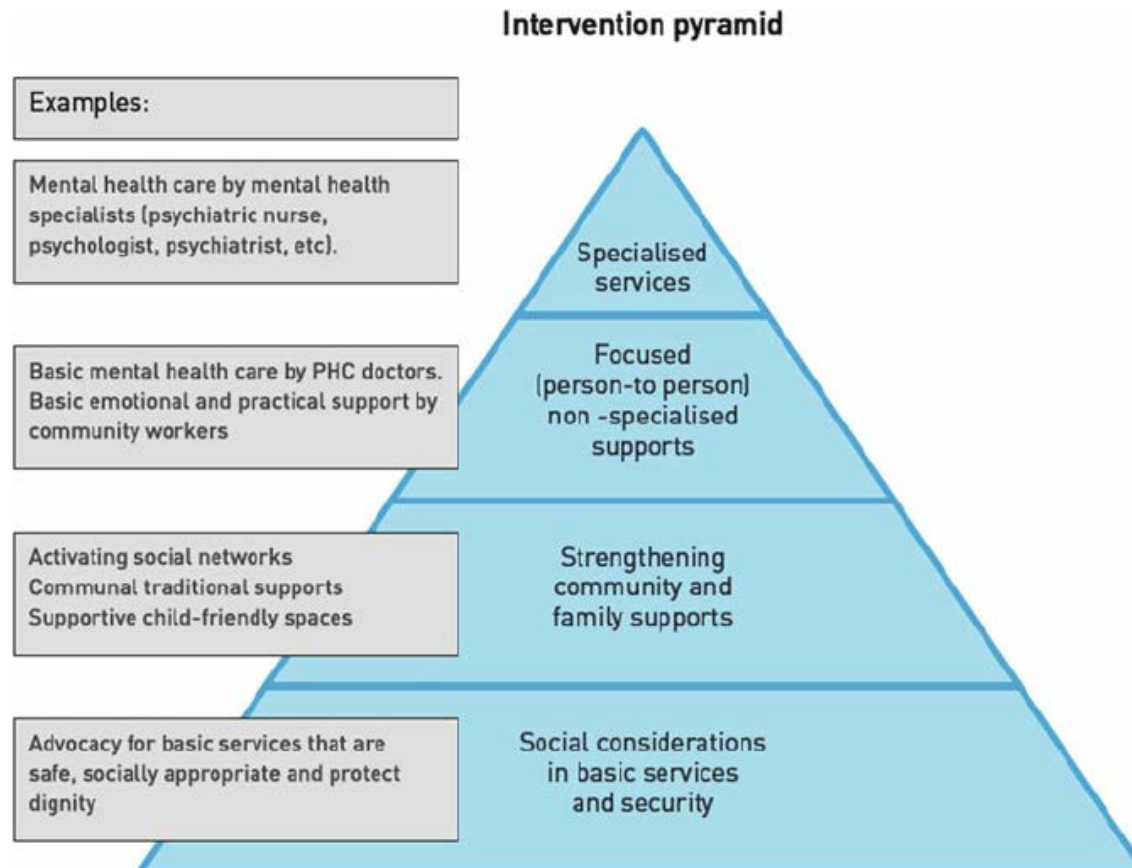 Intervention pyramid
Examples:
Mental health care by mental health
specialists (psychiatric nurse,
psychologist, psychiatrist, etc).
Specialised
services
Basic mental health care by PHC doctors.
Basic emotional and practical support by
community workers
Focused
(person-to person)
non -specialised
supports
Activating social networks
Communal traditional supports
Supportive child-friendly spaces
Strengthening
community and
family supports
Advocacy for basic services that are
safe, socially appropriate and protect
dignity
Social considerations
in basic services
and security